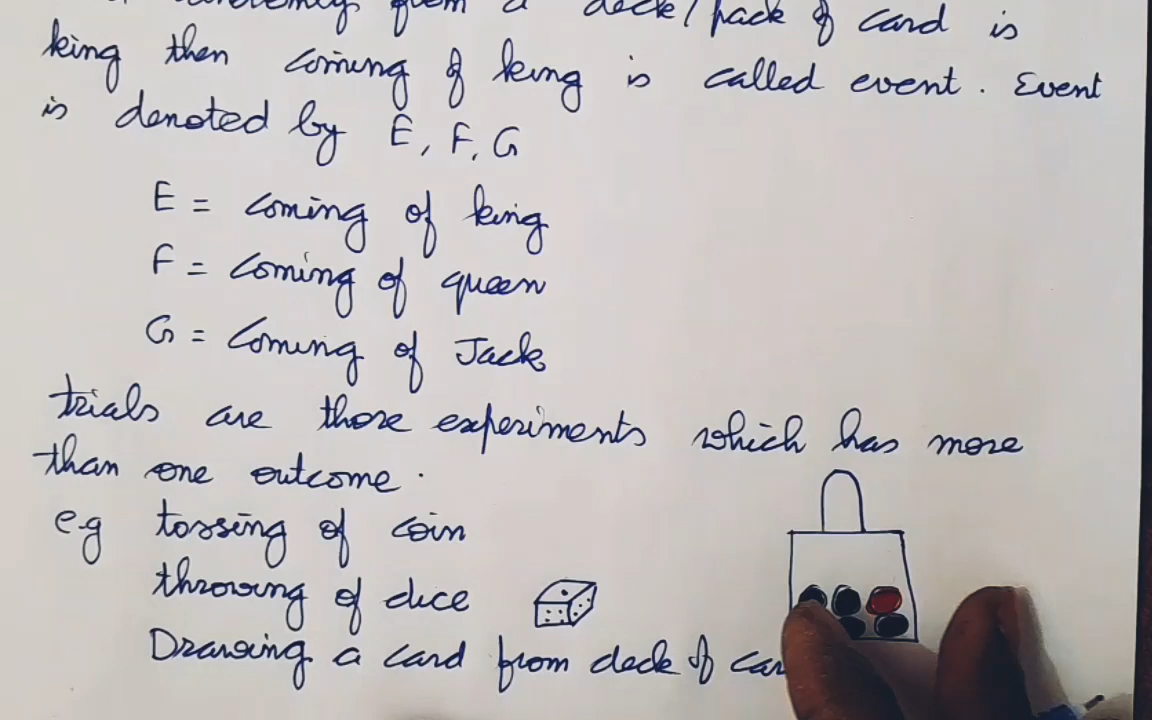 randomly from a deck/pack of card is
king then coming of king is called event. Event
is denoted by E, F, G
E = coming of king
F = coming of queen
G = coming of Jack
trials are those experiments which has more
than one outcome.
e.g tossing of coin
throwing of dice
Drawing a card from deck of